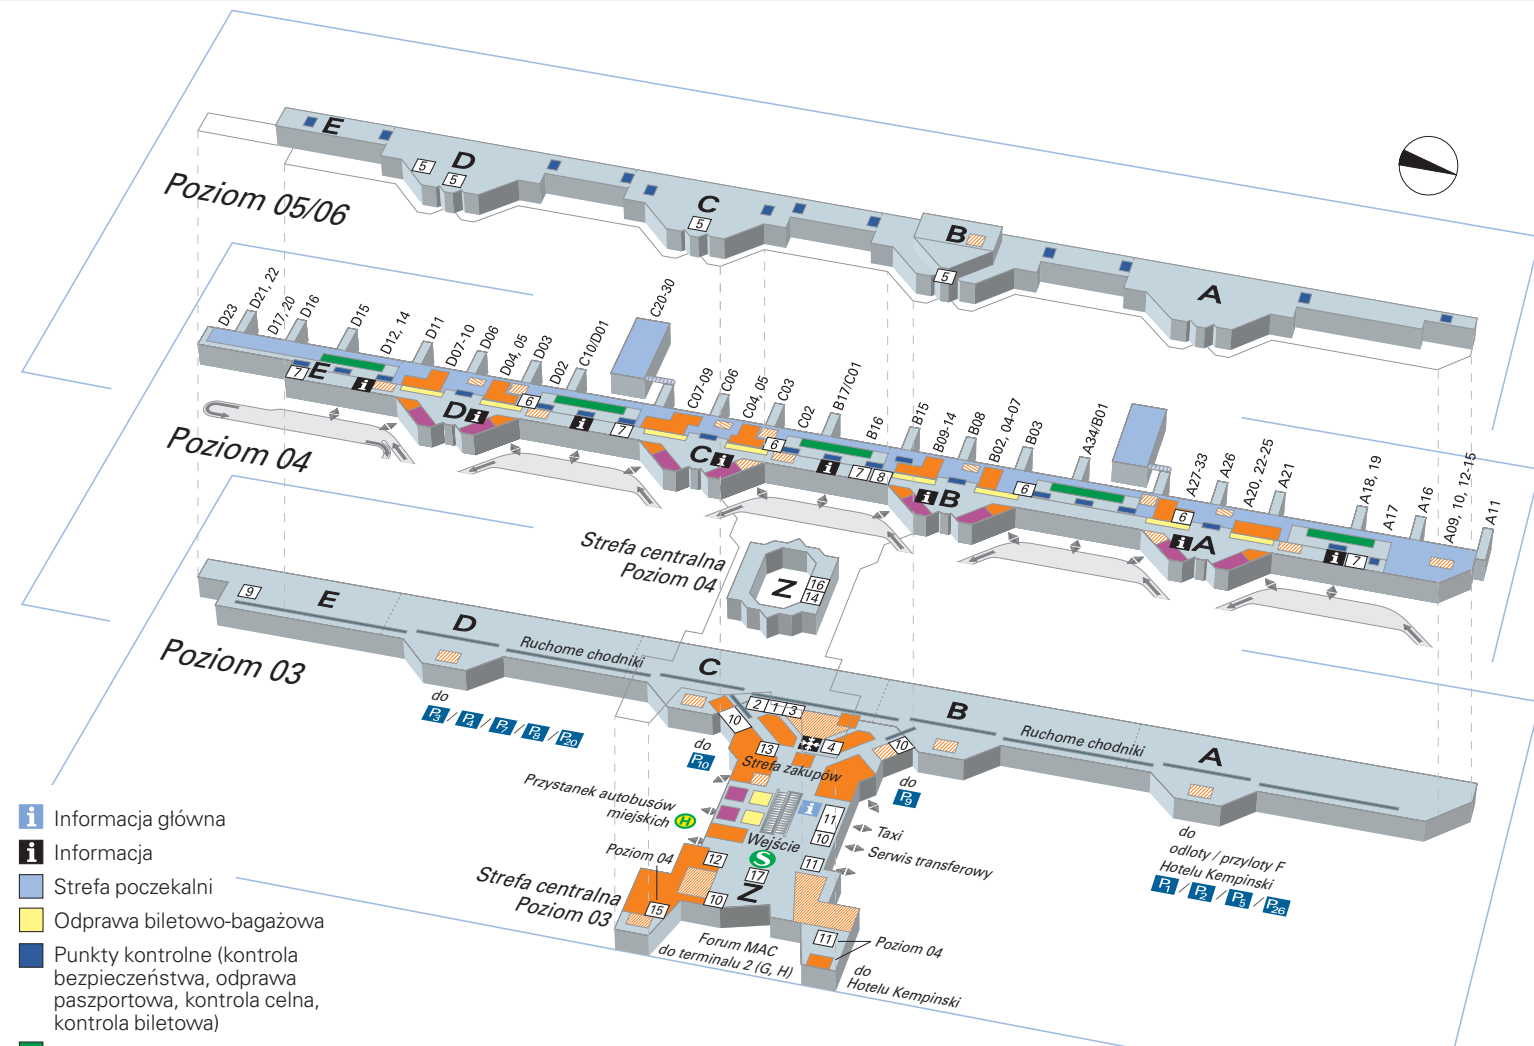 E
D
5
5
C
5
B
5
A
Poziom 05/06
D23
D21, 22
D17, 20
D16
D15
D12, 14
D11
D07-10
D06
D04, 05
D03
D02
C10/D01
C20-30
C07-09
C06
C04, 05
C03
C02
B17/C01
B16
B15
B09-14
B08
B02, 04-07
B03
A34/B01
A27-33
A26
A20, 22-25
A21
A18, 19
A17
A16
A09, 10, 12-15
A11
7
E
i
D
i
6
i
7
C
i
6
i
7
8
i
B
6
6
i
A
i
7
Poziom 04
Strefa centralna
Poziom 04
Z
16
14
9
E
D
Ruchome chodniki
C
B
Ruchome chodniki
A
Poziom 03
do
P3 / P4 / P7 / P8 / P20
do
P10
10
2
1
3
13
4
10
Strefa zakupów
do
P9
Przystanek autobusów
miejskich
H
i
11
10
Taxi
Wejście
S
Serwis transferowy
Poziom 04
12
11
17
Z
10
15
Strefa centralna
Poziom 03
11
Poziom 04
Forum MAC
do terminalu 2 (G, H)
do
Hotelu Kempinski
do
odloty / przyloty F
Hotelu Kempinski
P1 / P2 / P5 / P26
i Informacja główna
i Informacja
Strefa poczekalni
Odprawa biletowo-bagażowa
Punkty kontrolne (kontrola
bezpieczeństwa, odprawa
paszportowa, kontrola celna,
kontrola biletowa)